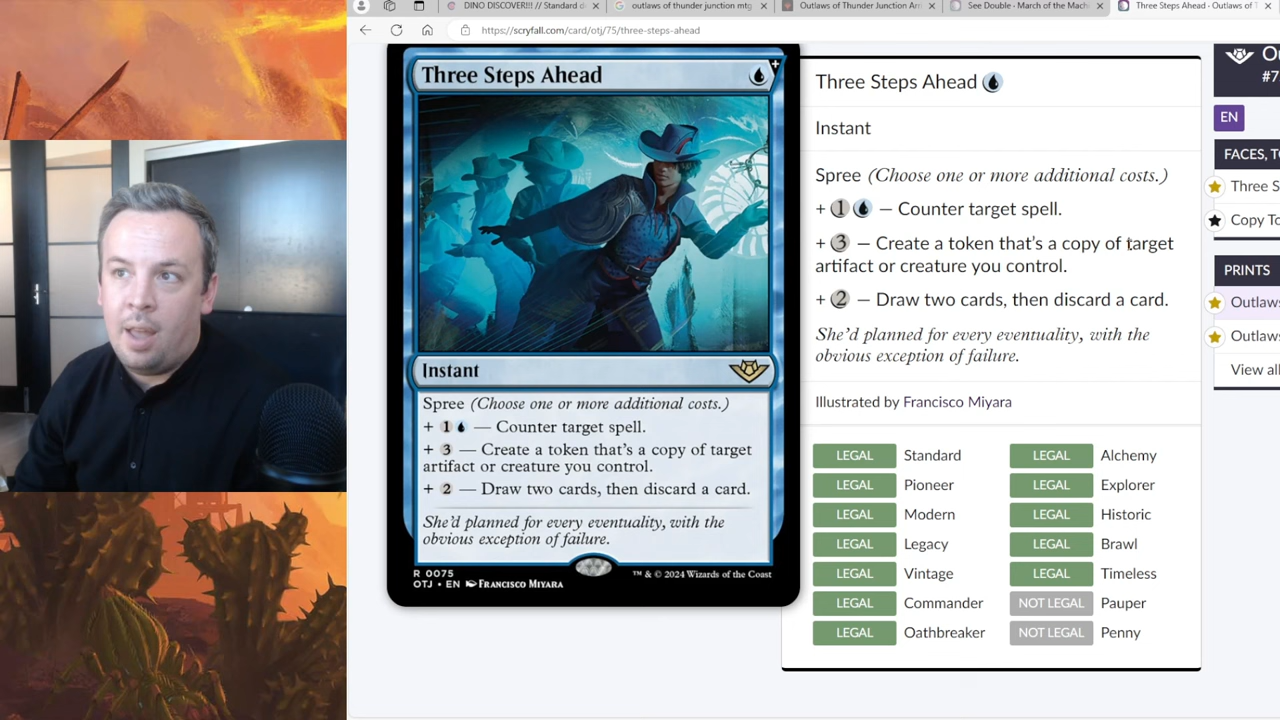 DINO DISCOVER!!! // Standard d
outlaws of thunder junction mtg
Outlaws of Thunder Junction Arr
See Double - March of the Mach
Three Steps Ahead - Outlaws of T
https://scryfall.com/card/otj/75/three-steps-ahead
Three Steps Ahead
Instant
Spree (Choose one or more additional costs.)
+ 1 — Counter target spell.
+ 3 — Create a token that's a copy of target
artifact or creature you control.
+ 2 — Draw two cards, then discard a card.
She'd planned for every eventuality, with the
obvious exception of failure.
R 0075
OTJ • EN FRANCISCO MIYARA
™ & © 2024 Wizards of the Coast
Three Steps Ahead
Instant
Spree (Choose one or more additional costs.)
+ 1 — Counter target spell.
+ 3 — Create a token that's a copy of target
artifact or creature you control.
+ 2 — Draw two cards, then discard a card.
She'd planned for every eventuality, with the
obvious exception of failure.
Illustrated by Francisco Miyara
LEGAL Standard LEGAL Alchemy
LEGAL Pioneer LEGAL Explorer
LEGAL Modern LEGAL Historic
LEGAL Legacy LEGAL Brawl
LEGAL Vintage LEGAL Timeless
LEGAL Commander NOT LEGAL Pauper
LEGAL Oathbreaker NOT LEGAL Penny
Ou
#7
EN
FACES, TO
Three S
Copy To
PRINTS
Outlaws
Outlaws
View all